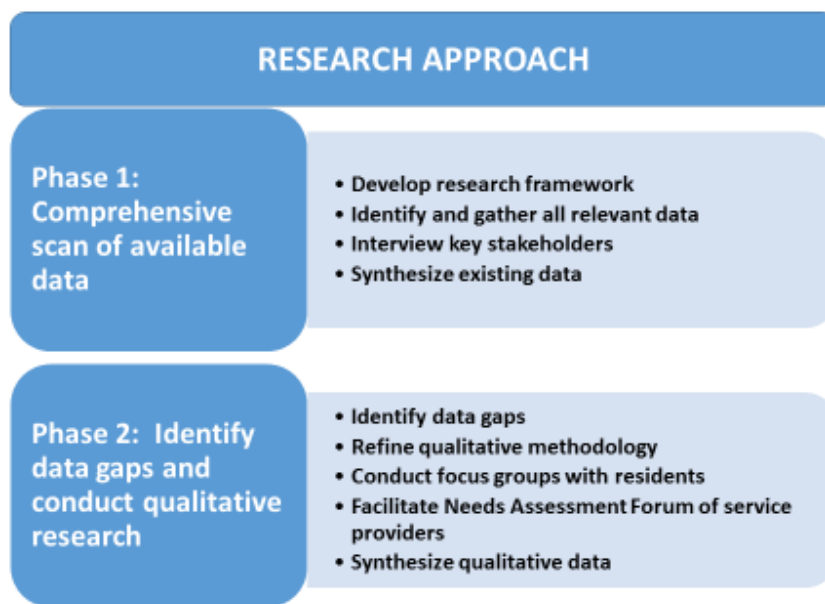 RESEARCH APPROACH
Phase 1:
Comprehensive
scan of available
data
• Develop research framework
• Identify and gather all relevant data
• Interview key stakeholders
• Synthesize existing data
Phase 2:  Identify
data gaps and
conduct qualitative
research
• Identify data gaps
• Refine qualitative methodology
• Conduct focus groups with residents
• Facilitate Needs Assessment Forum of service
providers
• Synthesize qualitative data